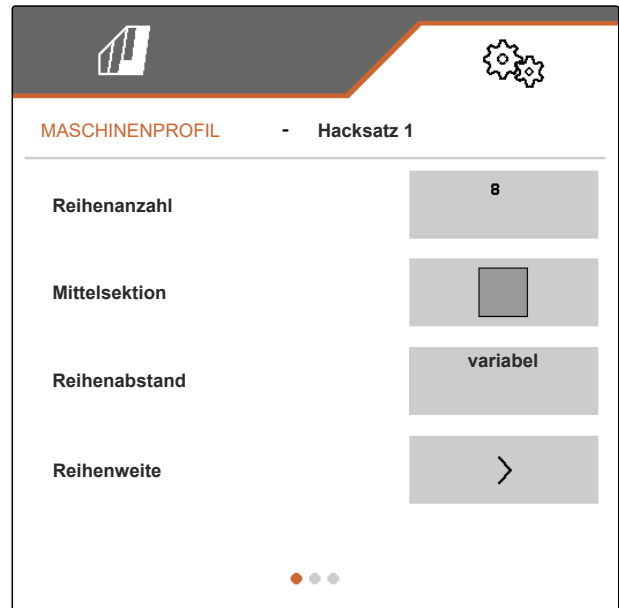 MASCHINENPROFIL - Hacksatz 1
Reihenanzahl 8
Mittelsektion
Reihenabstand variabel
Reihenweite